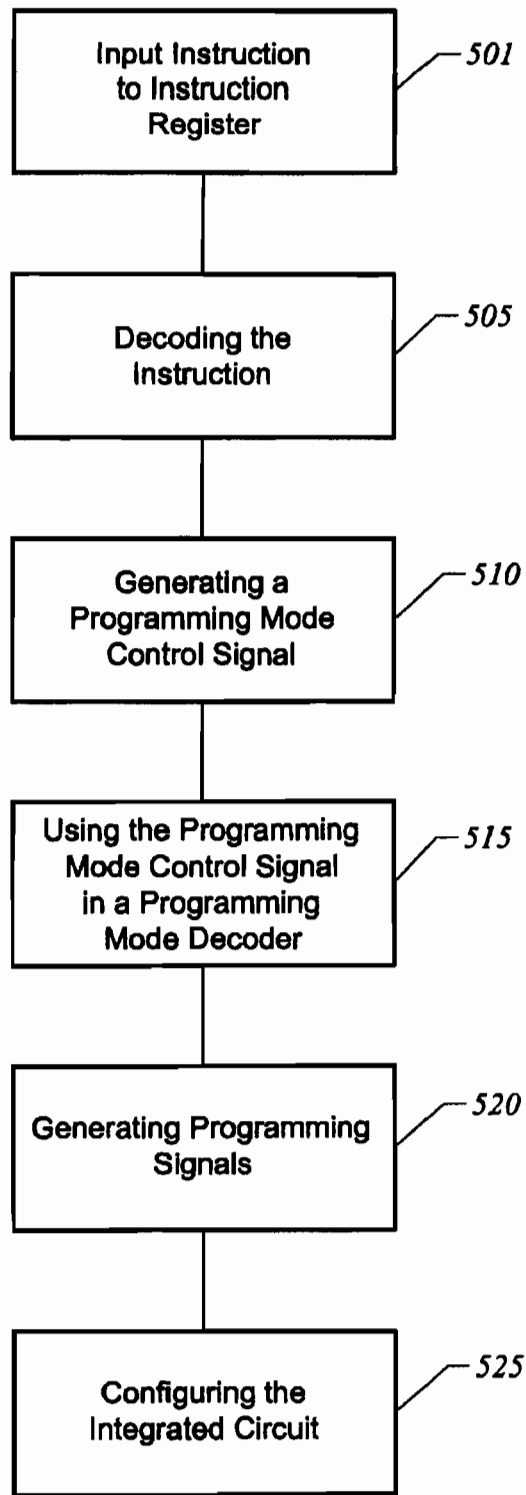 Input Instruction
to Instruction
Register
501
Decoding the
Instruction
505
Generating a
Programming Mode
Control Signal
510
Using the Programming
Mode Control Signal
in a Programming
Mode Decoder
515
Generating Programming
Signals
520
Configuring the
Integrated Circuit
525